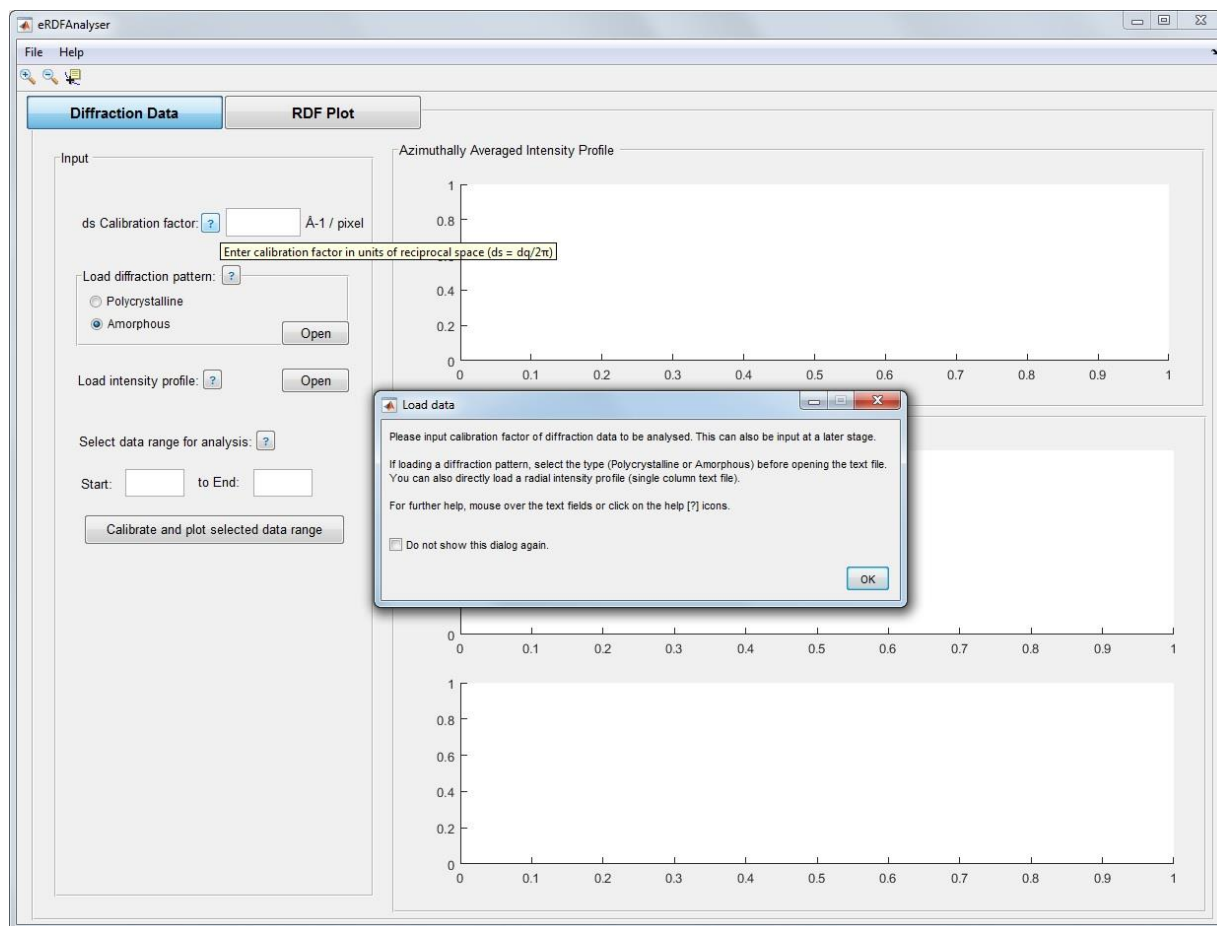 eRDFAnalyser
File Help
Diffraction Data RDF Plot
Input
ds Calibration factor: ? Å-1 / pixel
Enter calibration factor in units of reciprocal space (ds = dq/2π)
Load diffraction pattern: ?
Polycrystalline
Amorphous
Open
Load intensity profile: ? Open
Select data range for analysis: ?
Start: to End:
Calibrate and plot selected data range
Azimuthally Averaged Intensity Profile
1
0.8
0.4
0.2
0
0 0.1 0.2 0.3 0.4 0.5 0.6 0.7 0.8 0.9 1
Load data
Please input calibration factor of diffraction data to be analysed. This can also be input at a later stage.
If loading a diffraction pattern, select the type (Polycrystalline or Amorphous) before opening the text file.
You can also directly load a radial intensity profile (single column text file).
For further help, mouse over the text fields or click on the help [?] icons.
Do not show this dialog again.
OK
0
0 0.1 0.2 0.3 0.4 0.5 0.6 0.7 0.8 0.9 1
1
0.8
0.6
0.4
0.2
0
0 0.1 0.2 0.3 0.4 0.5 0.6 0.7 0.8 0.9 1